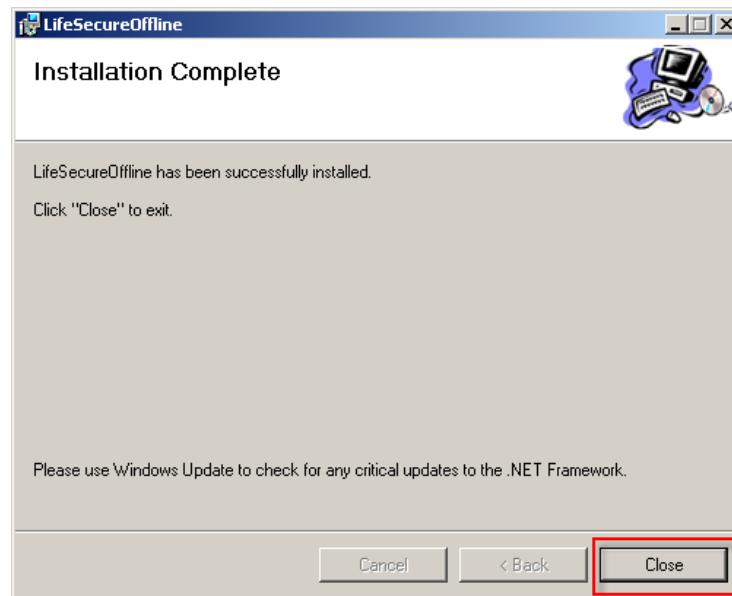 LifeSecureOffline
Installation Complete
LifeSecureOffline has been successfully installed.
Click "Close" to exit.
Please use Windows Update to check for any critical updates to the .NET Framework.
Cancel
< Back
Close